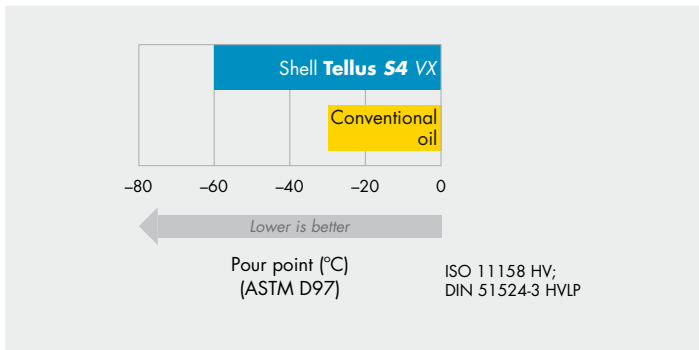 Shell Tellus S4 VX
Conventional
oil
–80 –60 –40 –20 0
Lower is better
Pour point (ºC)
(ASTM D97)
ISO 11158 HV;
DIN 51524-3 HVLP